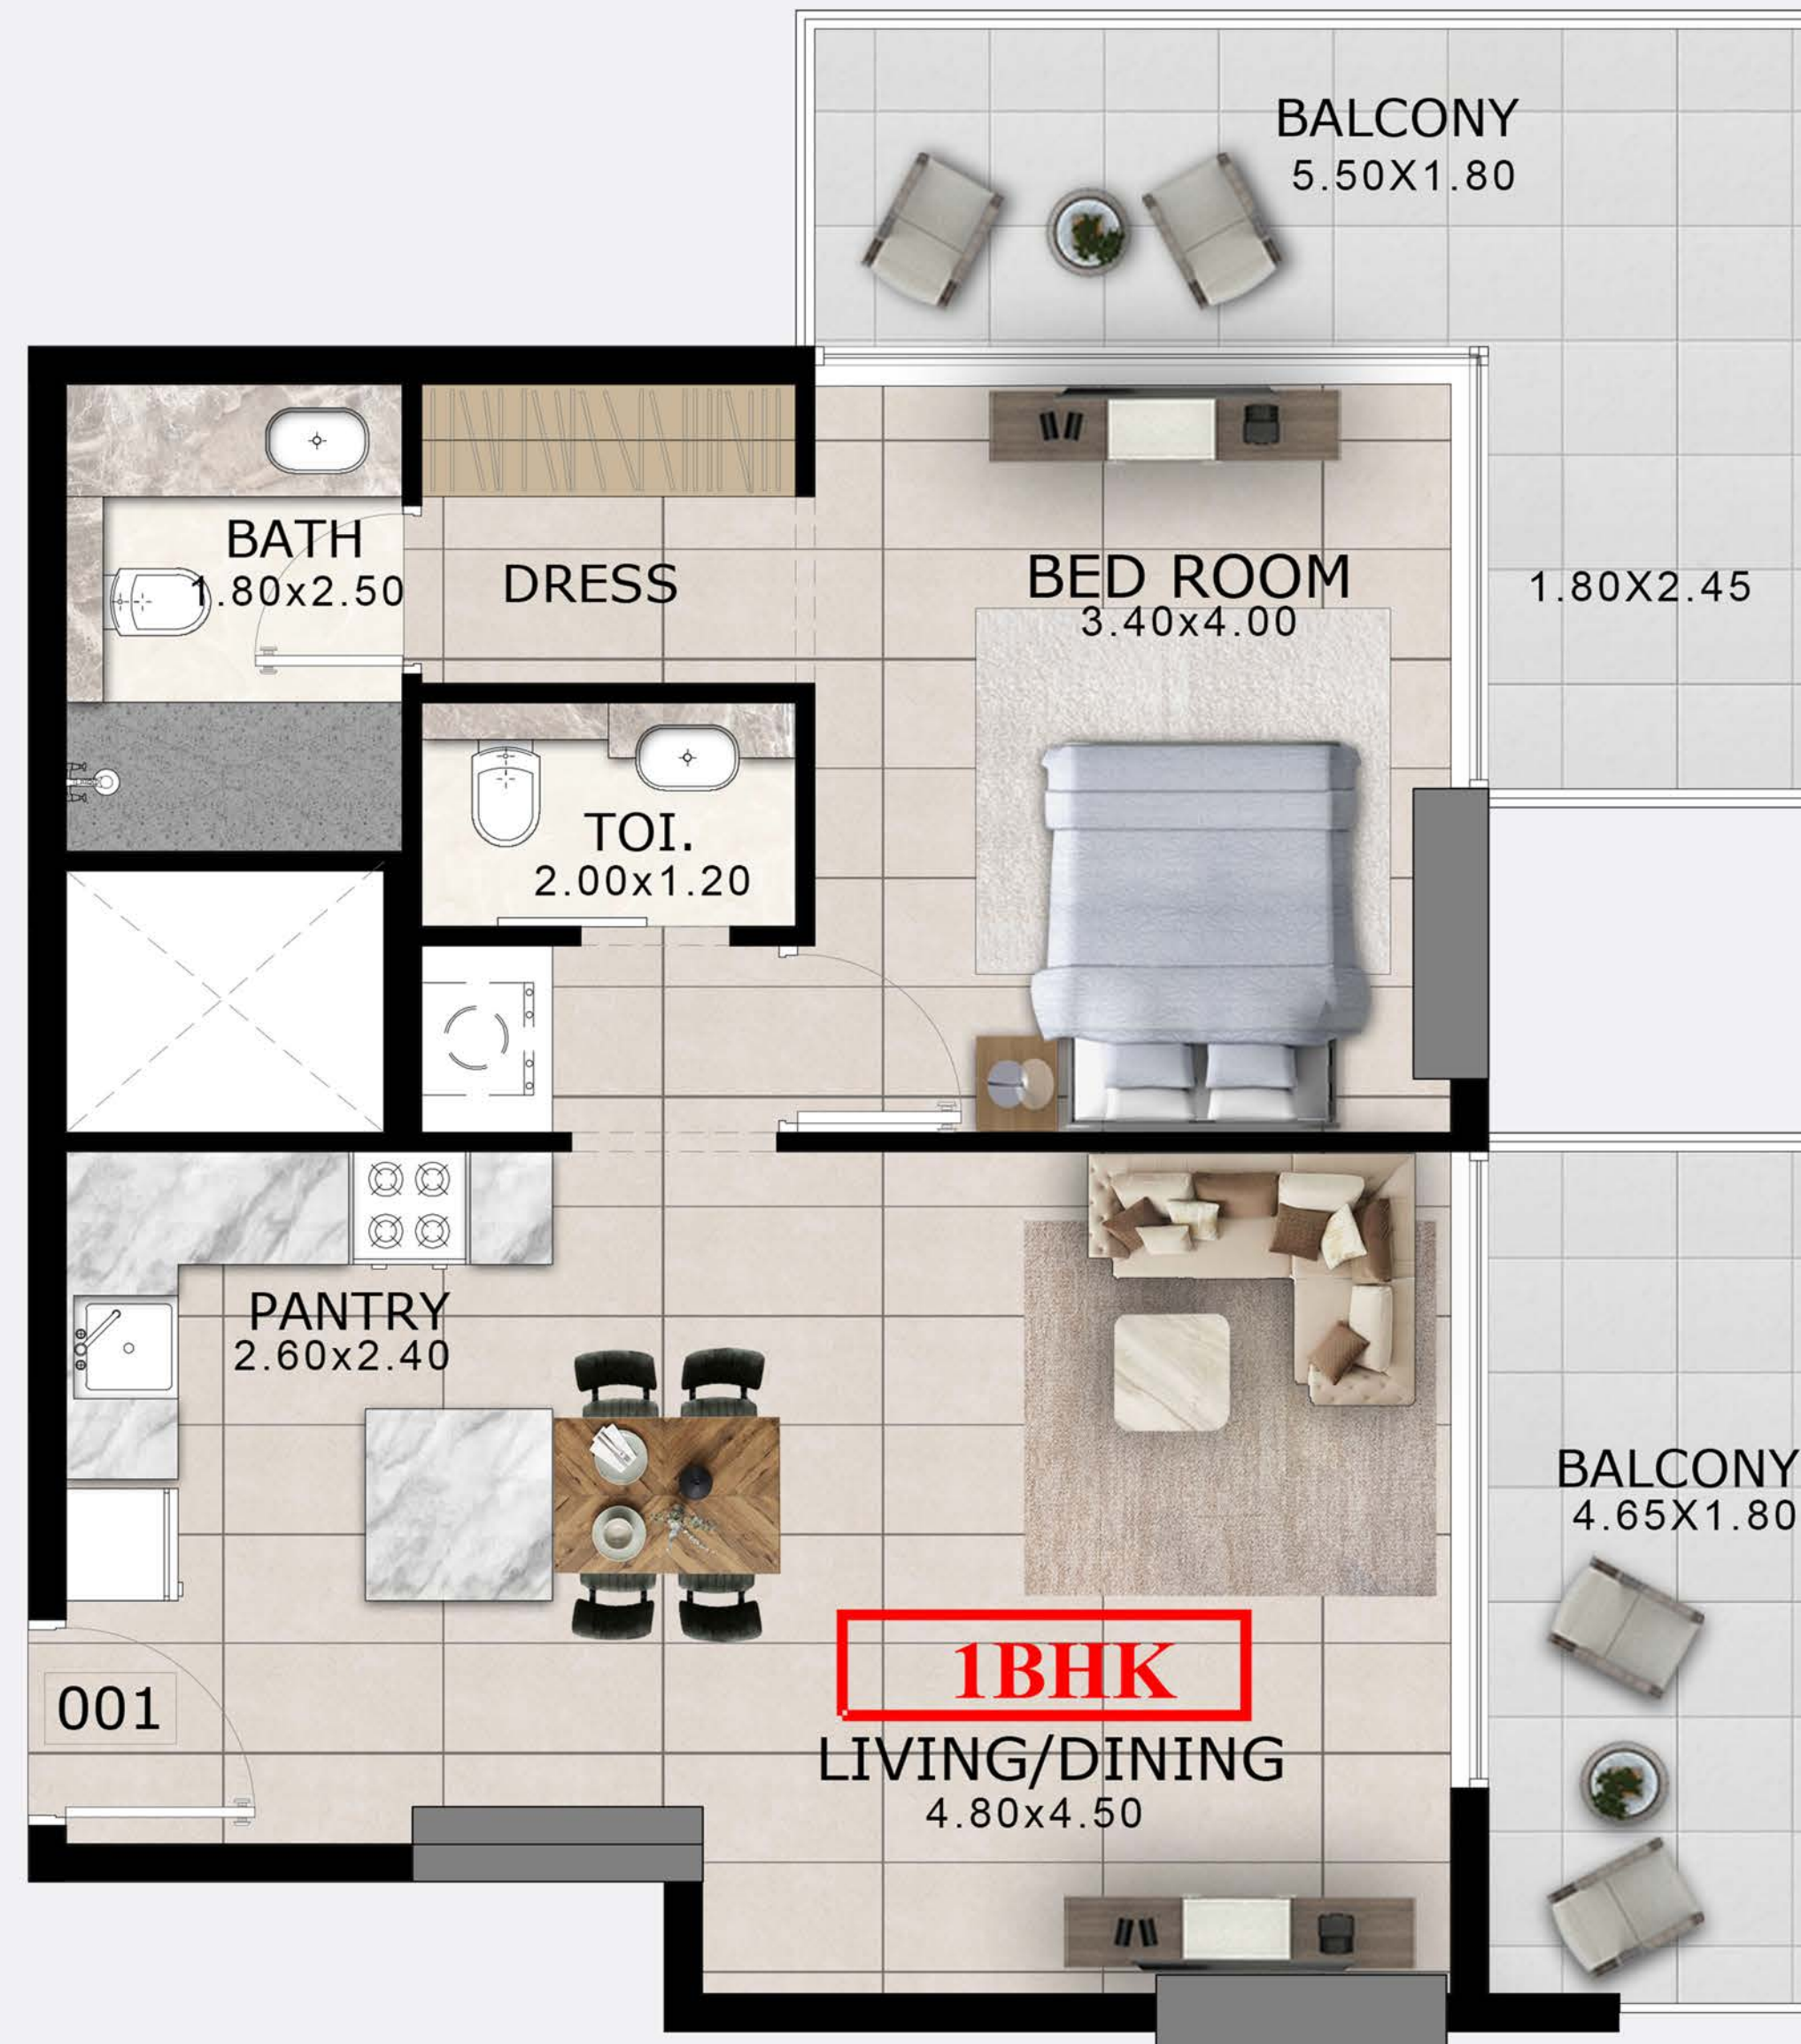 BALCONY
5.50X1.80
BATH
1.80x2.50
DRESS
BED ROOM
3.40x4.00
1.80X2.45
TOI.
2.00x1.20
PANTRY
2.60x2.40
BALCONY
4.65X1.80
1BHK
001
LIVING/DINING
4.80x4.50